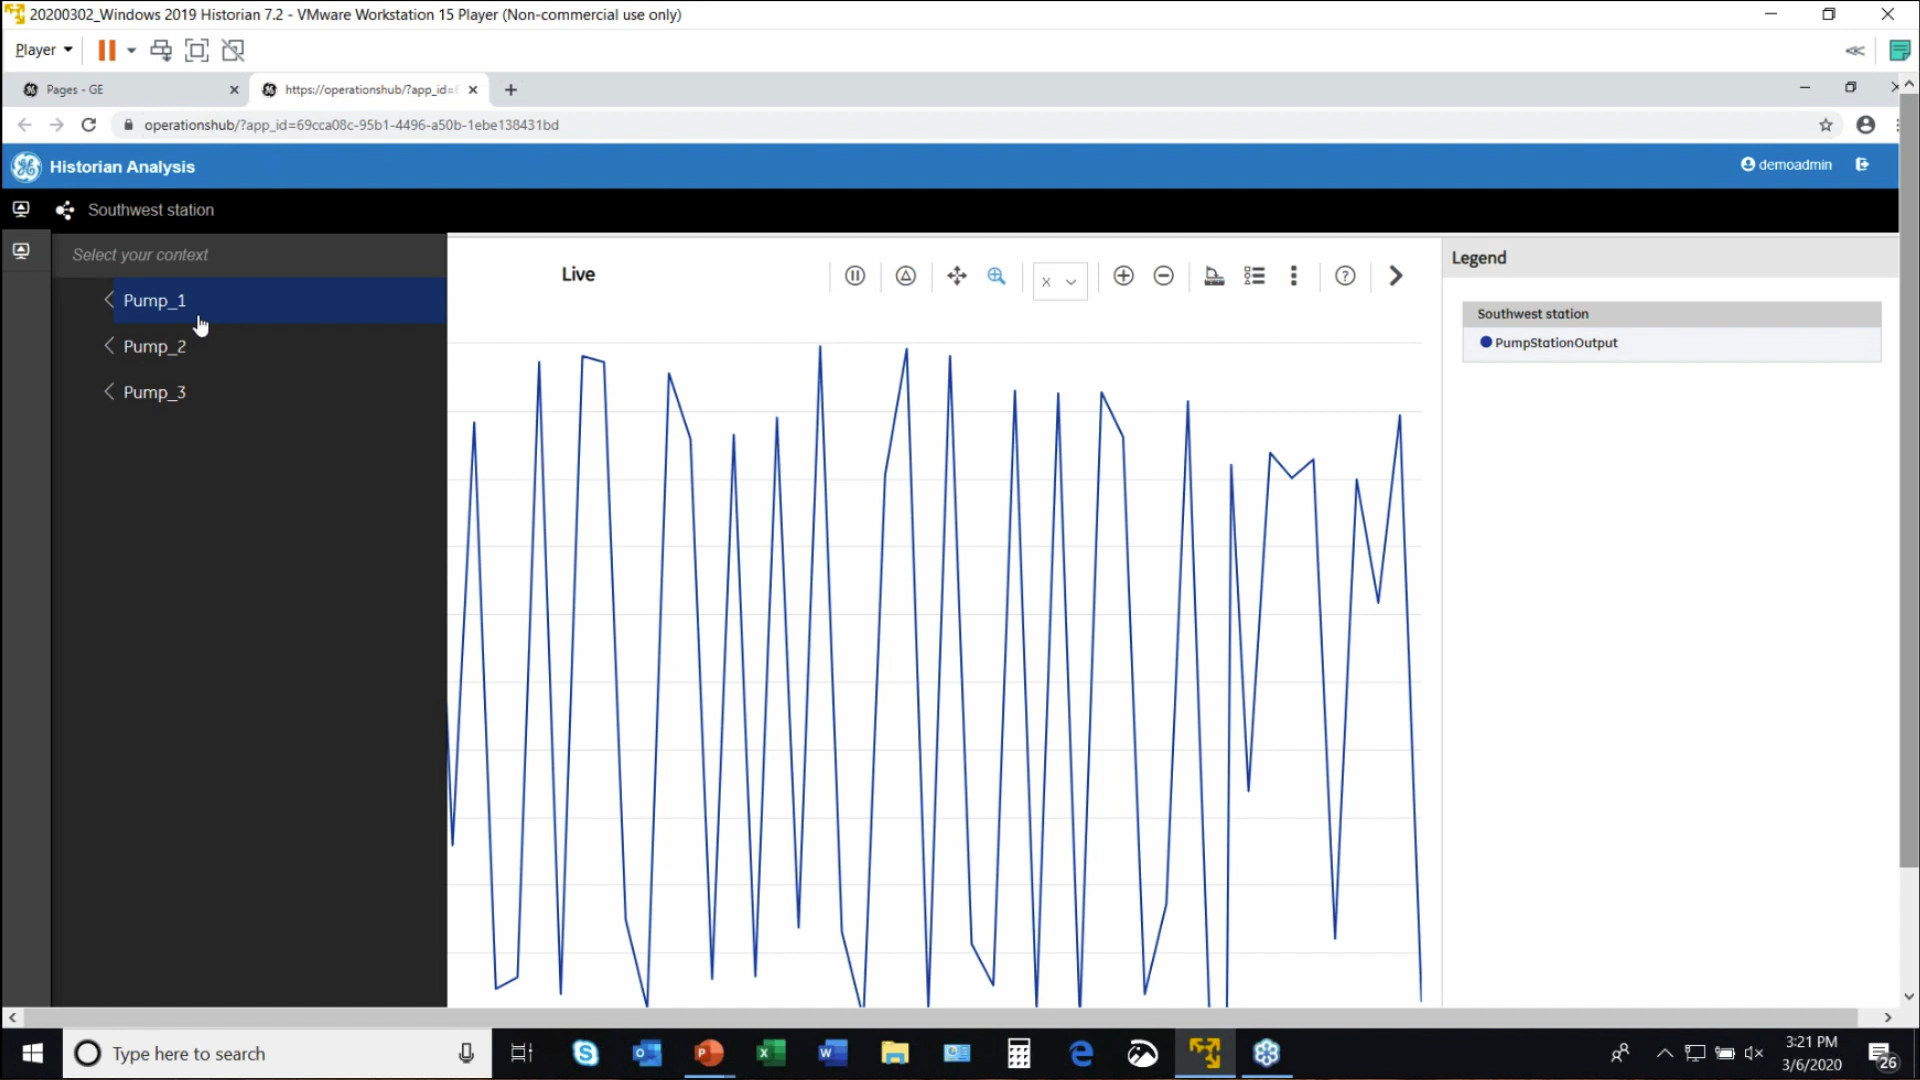 20200302_Windows 2019 Historian 7.2 - VMware Workstation 15 Player (Non-commercial use only)
Player
Pages - GE
https://operationshub/?app_id=6
operationshub/?app_id=69cca08c-95b1-4496-a50b-1ebe138431bd
Historian Analysis
demoadmin
Southwest station
Select your context
Pump_1
Pump_2
Pump_3
Live
x
Legend
Southwest station
PumpStationOutput
Type here to search
3:21 PM
3/6/2020
26